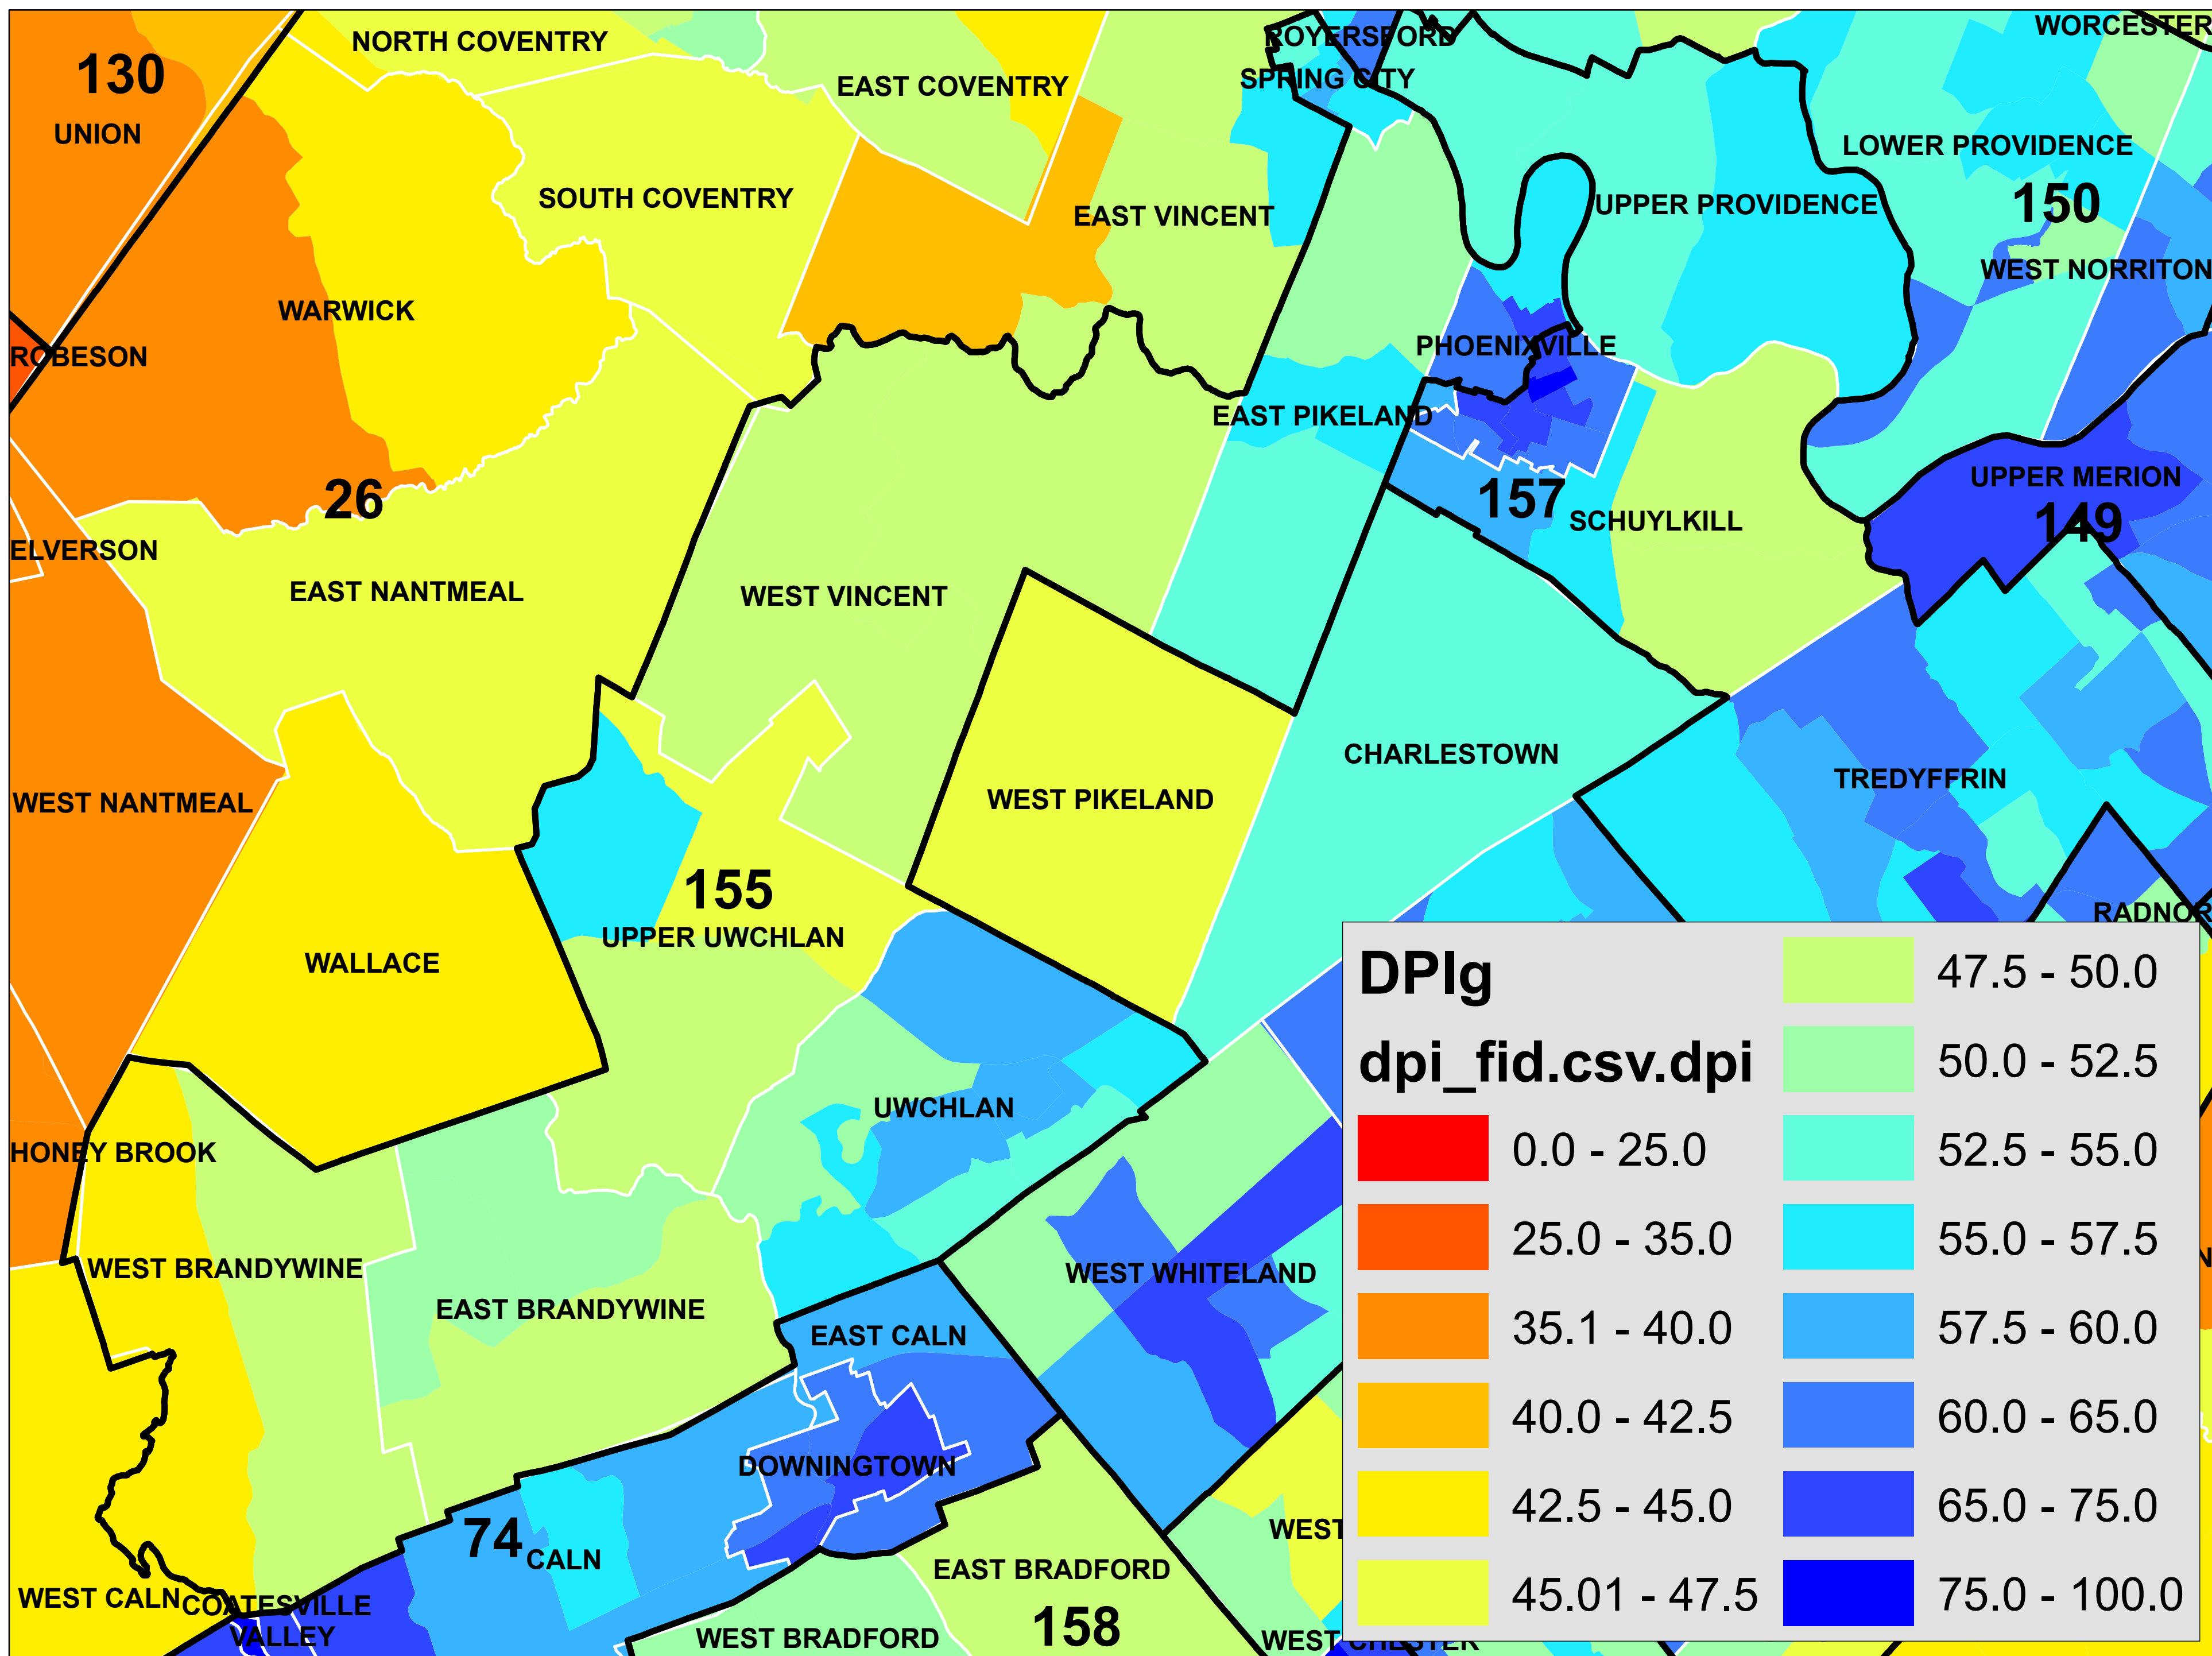 WORCESTER
ROYERSFORD
NORTH COVENTRY
130
SPRING CITY
EAST COVENTRY
UNION
LOWER PROVIDENCE
SOUTH COVENTRY
150
UPPER PROVIDENCE
EAST VINCENT
WEST NORRITON
WARWICK
PHOENIXVILLE
ROBESON
EAST PIKELAND
UPPER MERION
26
157
SCHUYLKILL
149
ELVERSON
EAST NANTMEAL
WEST VINCENT
CHARLESTOWN
TREDYFFRIN
WEST NANTMEAL
WEST PIKELAND
155
RADNOR
UPPER UWCHLAN
WALLACE
UWCHLAN
HONEY BROOK
WEST BRANDYWINE
WEST WHITELAND
EAST BRANDYWINE
EAST CALN
DOWNINGTOWN
74
CALN
WEST
EAST BRADFORD
WEST CALN
COATESVILLE
VALLEY
158
WEST BRADFORD
WEST CHESTER
DPIg
dpi_fid.csv.dpi
0.0 - 25.0
25.0 - 35.0
35.1 - 40.0
40.0 - 42.5
42.5 - 45.0
45.01 - 47.5
47.5 - 50.0
50.0 - 52.5
52.5 - 55.0
55.0 - 57.5
57.5 - 60.0
60.0 - 65.0
65.0 - 75.0
75.0 - 100.0